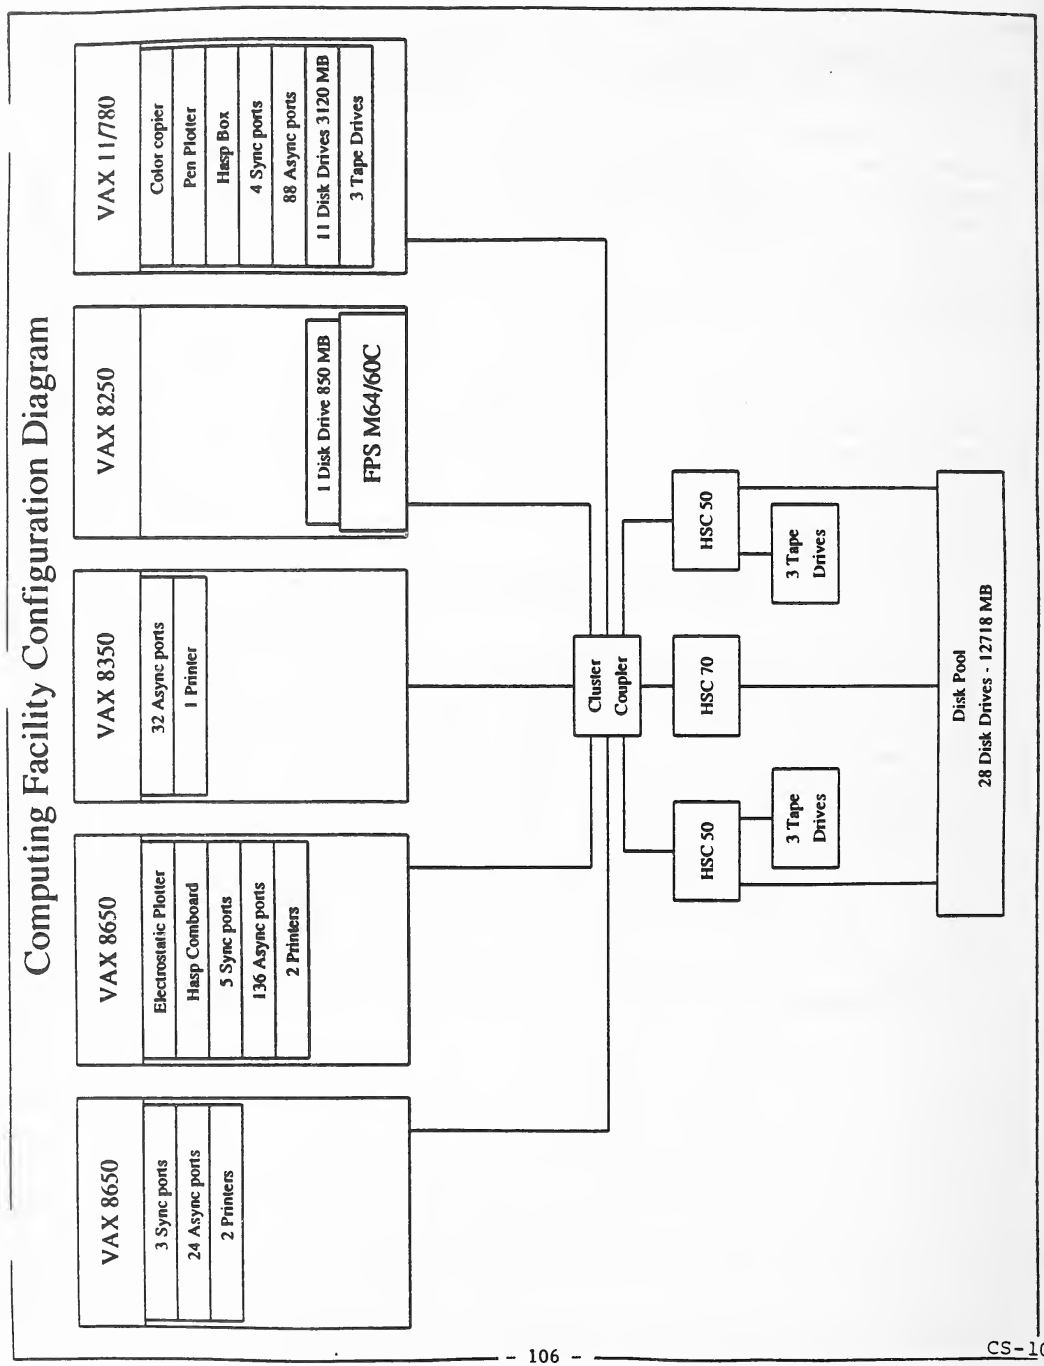 Computing Facility Configuration Diagram
VAX 8650
3 Sync ports
24 Async ports
2 Printers
VAX 8650
Electrostatic Plotter
Hasp Comboard
5 Sync ports
136 Async ports
2 Printers
VAX 8350
32 Async ports
1 Printer
VAX 8250
1 Disk Drive 850 MB
FPS M64/60C
VAX 11/780
Color copier
Pen Plotter
Hasp Box
4 Sync ports
88 Async ports
11 Disk Drives 3120 MB
3 Tape Drives
Cluster
Coupler
HSC 50
HSC 70
HSC 50
3 Tape
Drives
3 Tape
Drives
Disk Pool
28 Disk Drives - 12718 MB
- 106 -